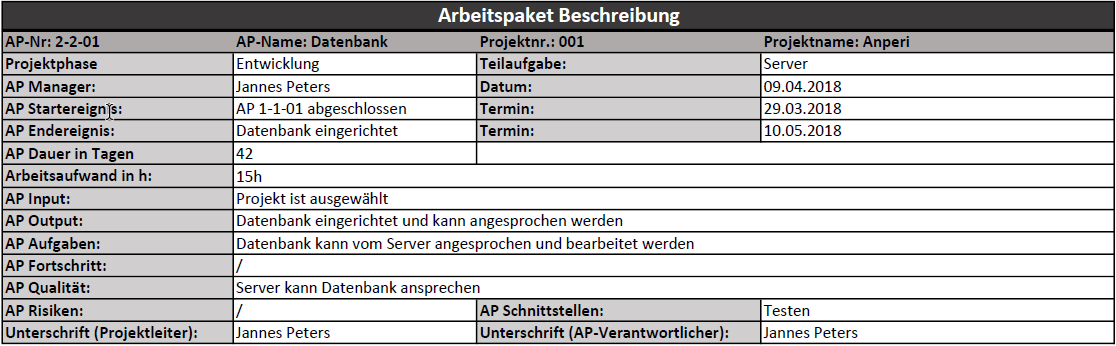 Arbeitspaket Beschreibung
AP-Nr: 2-2-01 AP-Name: Datenbank Projektnr.: 001 Projektname: Anperi
Projektphase Entwicklung Teilaufgabe: Server
AP Manager: Jannes Peters Datum: 09.04.2018
AP Startereignis: AP 1-1-01 abgeschlossen Termin: 29.03.2018
AP Endereignis: Datenbank eingerichtet Termin: 10.05.2018
AP Dauer in Tagen 42
Arbeitsaufwand in h: 15h
AP Input: Projekt ist ausgewählt
AP Output: Datenbank eingerichtet und kann angesprochen werden
AP Aufgaben: Datenbank kann vom Server angesprochen und bearbeitet werden
AP Fortschritt: /
AP Qualität: Server kann Datenbank ansprechen
AP Risiken: / AP Schnittstellen: Testen
Unterschrift (Projektleiter): Jannes Peters Unterschrift (AP-Verantwortlicher): Jannes Peters